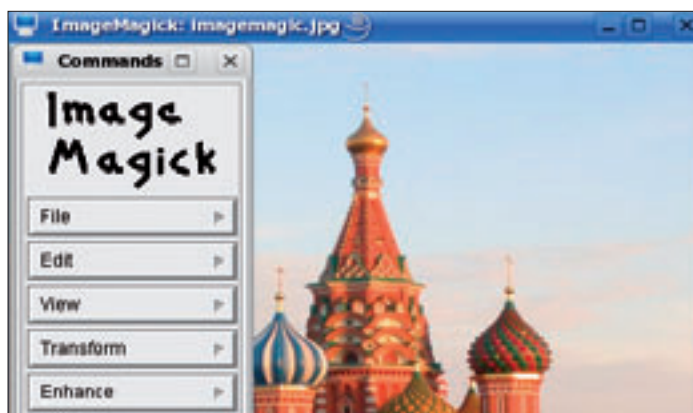 ImageMagick: imagemagic.jpg
Commands
Image
Magick
File
Edit
View
Transform
Enhance